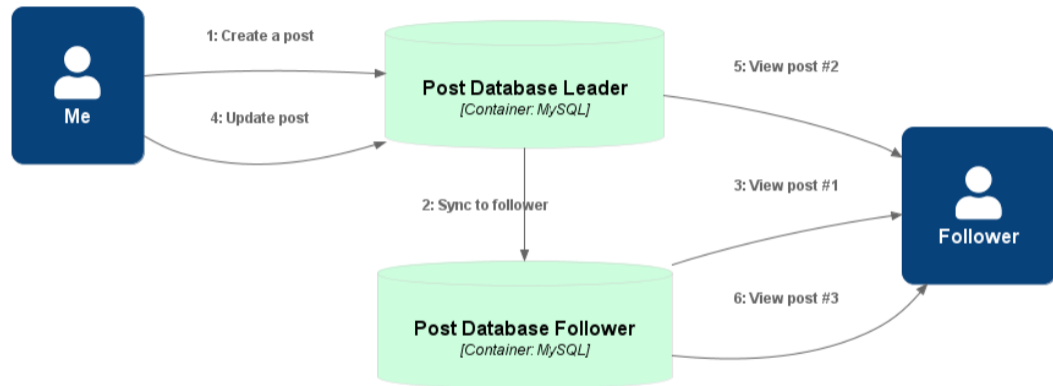 1: Create a post
Me
4: Update post
Post Database Leader
[Container: MySQL]
5: View post #2
2: Sync to follower
3: View post #1
Follower
Post Database Follower
[Container: MySQL]
6: View post #3